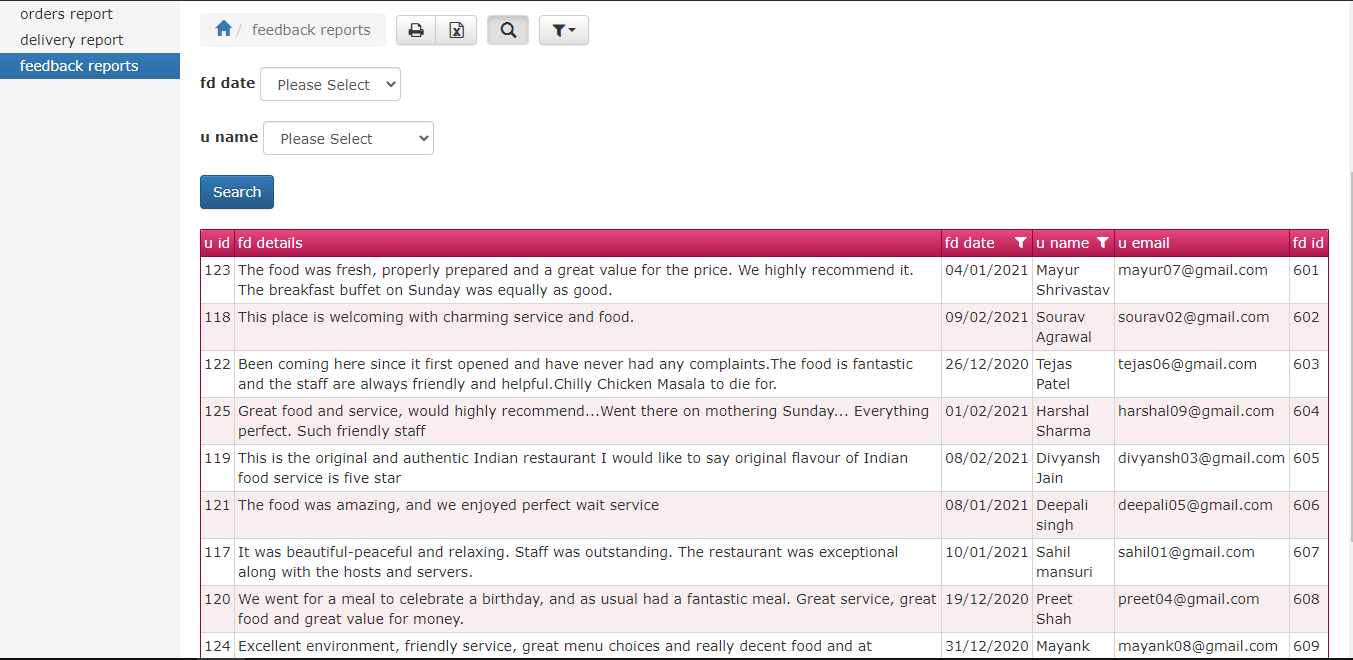 orders report
delivery report
feedback reports
/ feedback reports
fd date Please Select
u name Please Select
Search
u id fd details fd date u name u email fd id
123 The food was fresh, properly prepared and a great value for the price. We highly recommend it. 04/01/2021 Mayur mayur07@gmail.com 601
The breakfast buffet on Sunday was equally as good. Shrivastav
118 This place is welcoming with charming service and food. 09/02/2021 Sourav sourav02@gmail.com 602
Agrawal
122 Been coming here since it first opened and have never had any complaints.The food is fantastic 26/12/2020 Tejas tejas06@gmail.com 603
and the staff are always friendly and helpful.Chilly Chicken Masala to die for. Patel
125 Great food and service, would highly recommend...Went there on mothering Sunday... Everything 01/02/2021 Harshal harshal09@gmail.com 604
perfect. Such friendly staff Sharma
119 This is the original and authentic Indian restaurant I would like to say original flavour of Indian 08/02/2021 Divyansh divyansh03@gmail.com 605
food service is five star Jain
121 The food was amazing, and we enjoyed perfect wait service 08/01/2021 Deepali deepali05@gmail.com 606
singh
117 It was beautiful-peaceful and relaxing. Staff was outstanding. The restaurant was exceptional 10/01/2021 Sahil sahil01@gmail.com 607
along with the hosts and servers. mansuri
120 We went for a meal to celebrate a birthday, and as usual had a fantastic meal. Great service, great 19/12/2020 Preet preet04@gmail.com 608
food and great value for money. Shah
124 Excellent environment, friendly service, great menu choices and really decent food and at 31/12/2020 Mayank mayank08@gmail.com 609